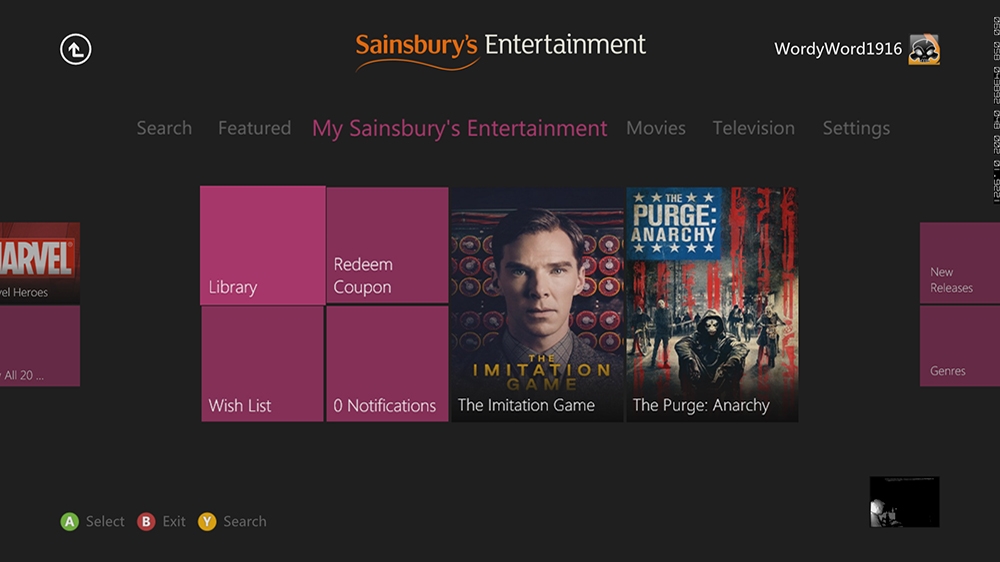 Sainsbury's Entertainment
WordyWord1916
Search Featured My Sainsbury's Entertainment Movies Television Settings
MARVEL
vel Heroes
All 20 ...
Library
Redeem
Coupon
Wish List
0 Notifications
THE
IMITATION
GAME
The Imitation Game
THE
PURGE:
ANARCHY
The Purge: Anarchy
New
Releases
Genres
A Select B Exit Y Search